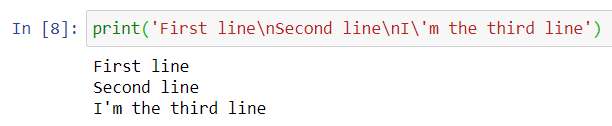 In [8]: print('First line\nSecond line\nI\'m the third line')
First line
Second line
I'm the third line